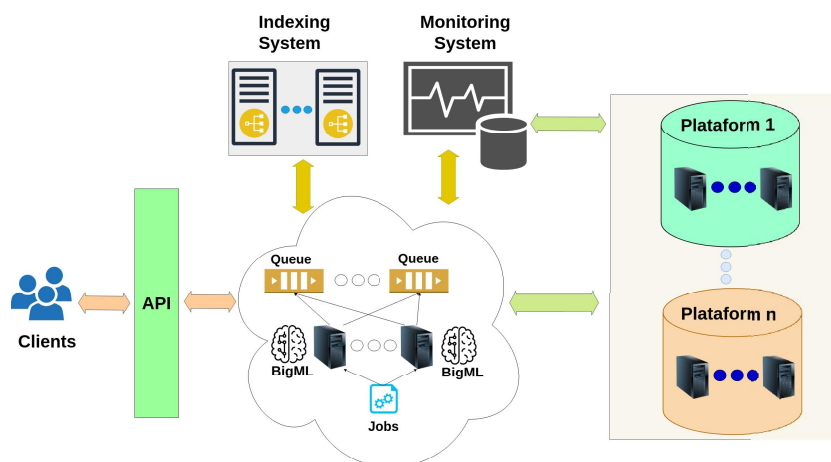 Indexing
System
Monitoring
System
Plataform 1
Queue
Queue
API
Clients
BigML
BigML
Jobs
Plataform n